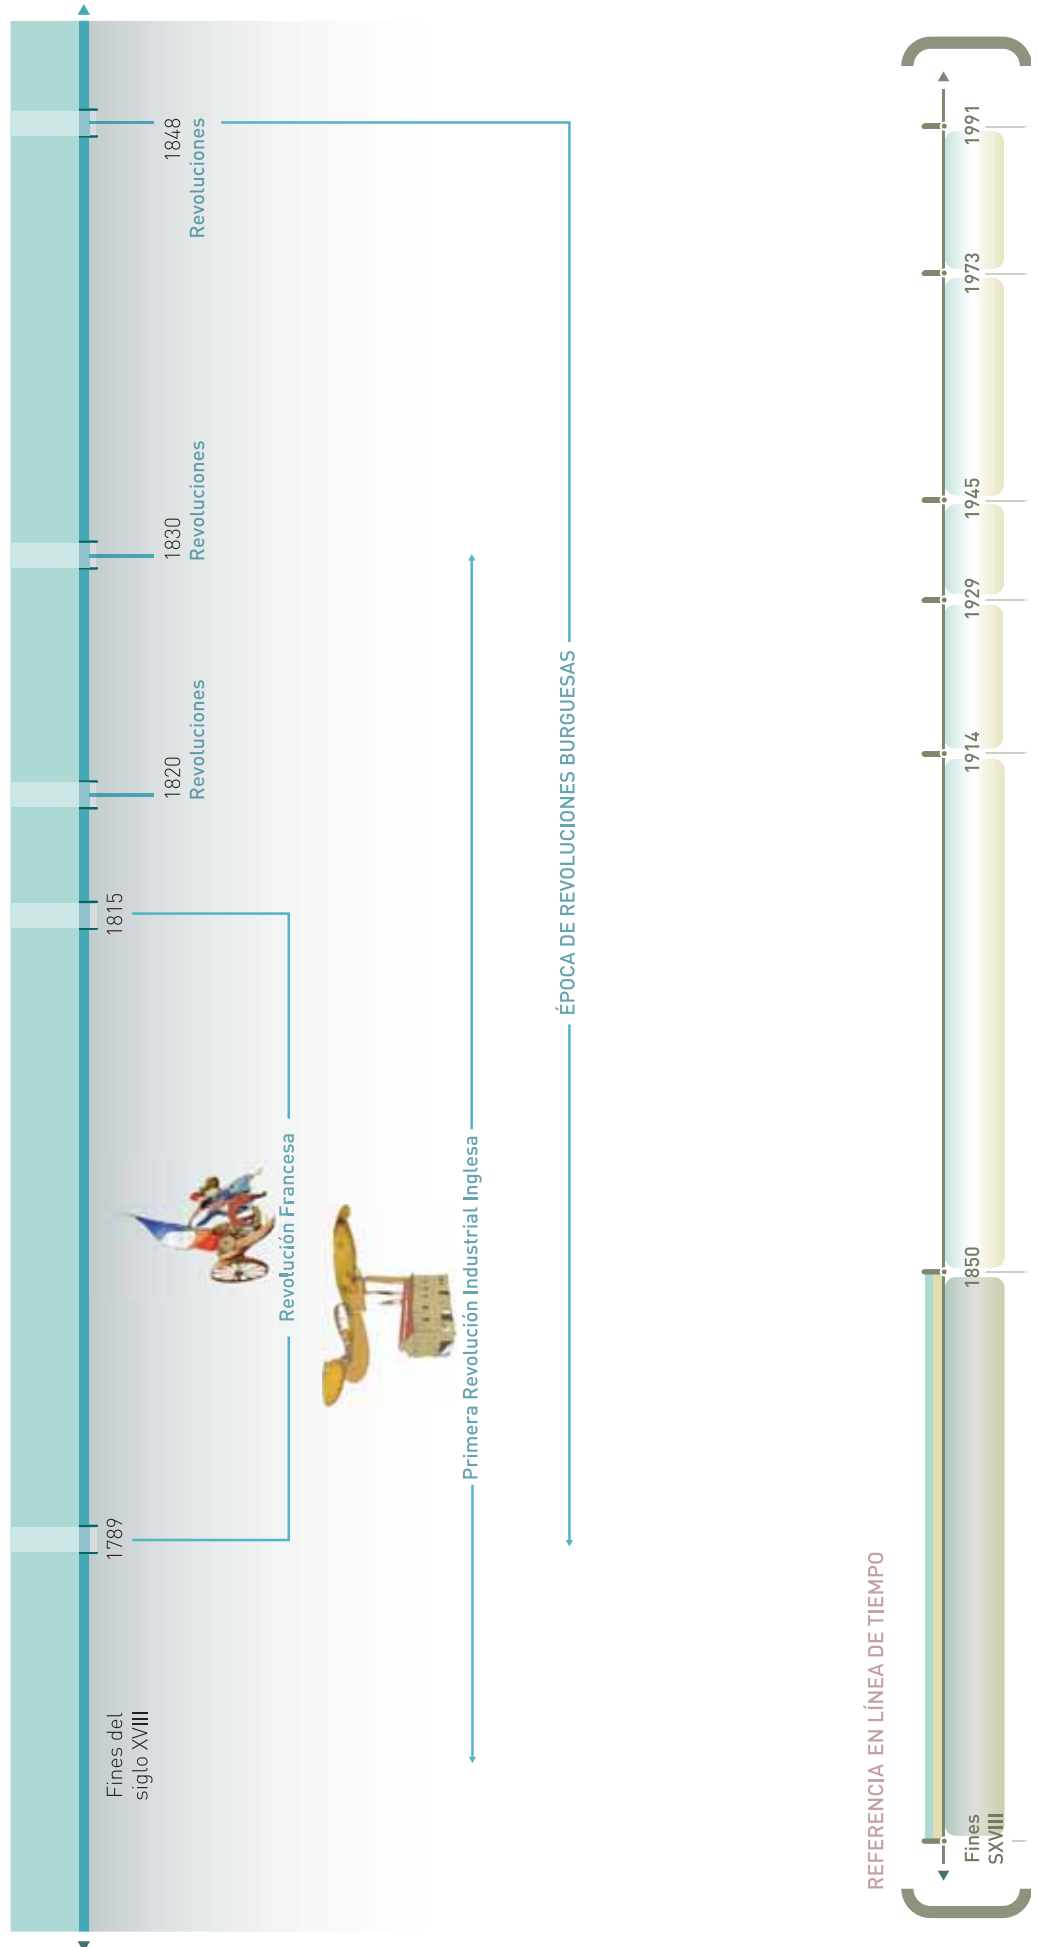 Fines del
siglo XVIII
1789
1815
1820
Revoluciones
1830
Revoluciones
1848
Revoluciones
Revolución Francesa
Primera Revolución Industrial Inglesa
ÉPOCA DE REVOLUCIONES BURGUESAS
REFERENCIA EN LÍNEA DE TIEMPO
Fines
SXVIII
1850
1914
1929
1945
1973
1991